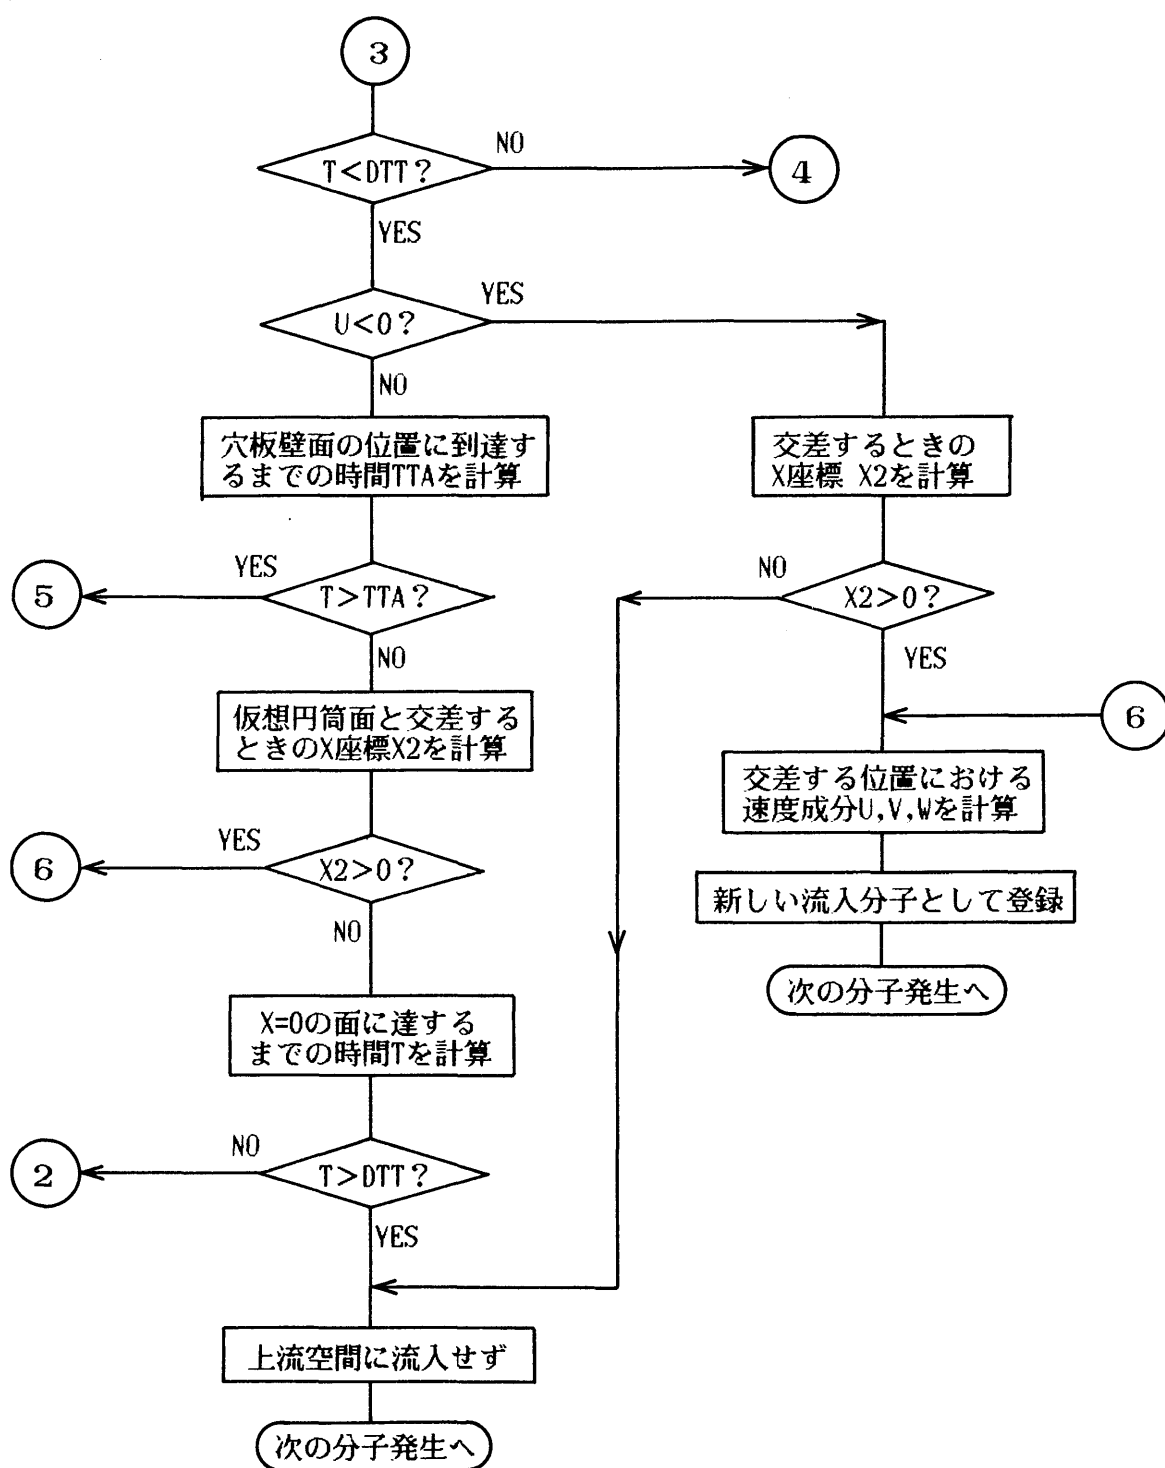 3
T<DTT?
NO
4
YES
U<0?
YES
NO
穴板壁面の位置に到達す
るまでの時間TTAを計算
交差するときの
X座標 X2を計算
YES
5
T>TTA?
NO
NO
X2>0?
YES
仮想円筒面と交差する
ときのX座標X2を計算
6
交差する位置における
速度成分U,V,Wを計算
YES
6
X2>0?
NO
新しい流入分子として登録
次の分子発生へ
X=0の面に達する
までの時間Tを計算
NO
2
T>DTT?
YES
上流空間に流入せず
次の分子発生へ